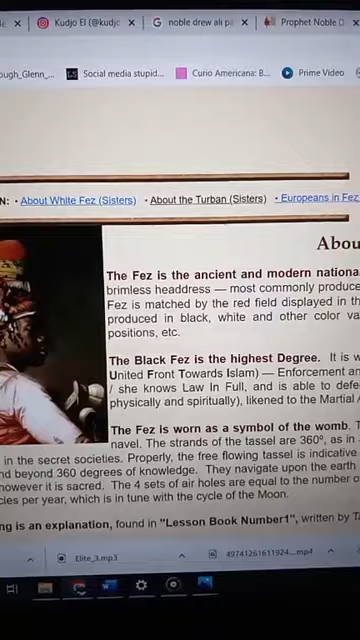 Kudjo El (@kudjo
noble drew ali pa
Prophet Noble D
ough_Glenn_...
Social media stupid...
Curio Americana: B...
Prime Video
N: • About White Fez (Sisters) • About the Turban (Sisters) • Europeans in Fez
Abou
The Fez is the ancient and modern nationa
brimless headdress — most commonly produce
Fez is matched by the red field displayed in th
produced in black, white and other color va
positions, etc.
The Black Fez is the highest Degree. It is w
United Front Towards Islam) — Enforcement an
/ she knows Law In Full, and is able to defe
physically and spiritually), likened to the Martial A
The Fez is worn as a symbol of the womb. T
navel. The strands of the tassel are 360º, as in
in the secret societies. Properly, the free flowing tassel is indicative
nd beyond 360 degrees of knowledge. They navigate upon the earth
however it is sacred. The 4 sets of air holes are equal to the number o
cles per year, which is in tune with the cycle of the Moon.
ng is an explanation, found in "Lesson Book Number1", written by T
Elite_3.mp3
49741261611924....mp4